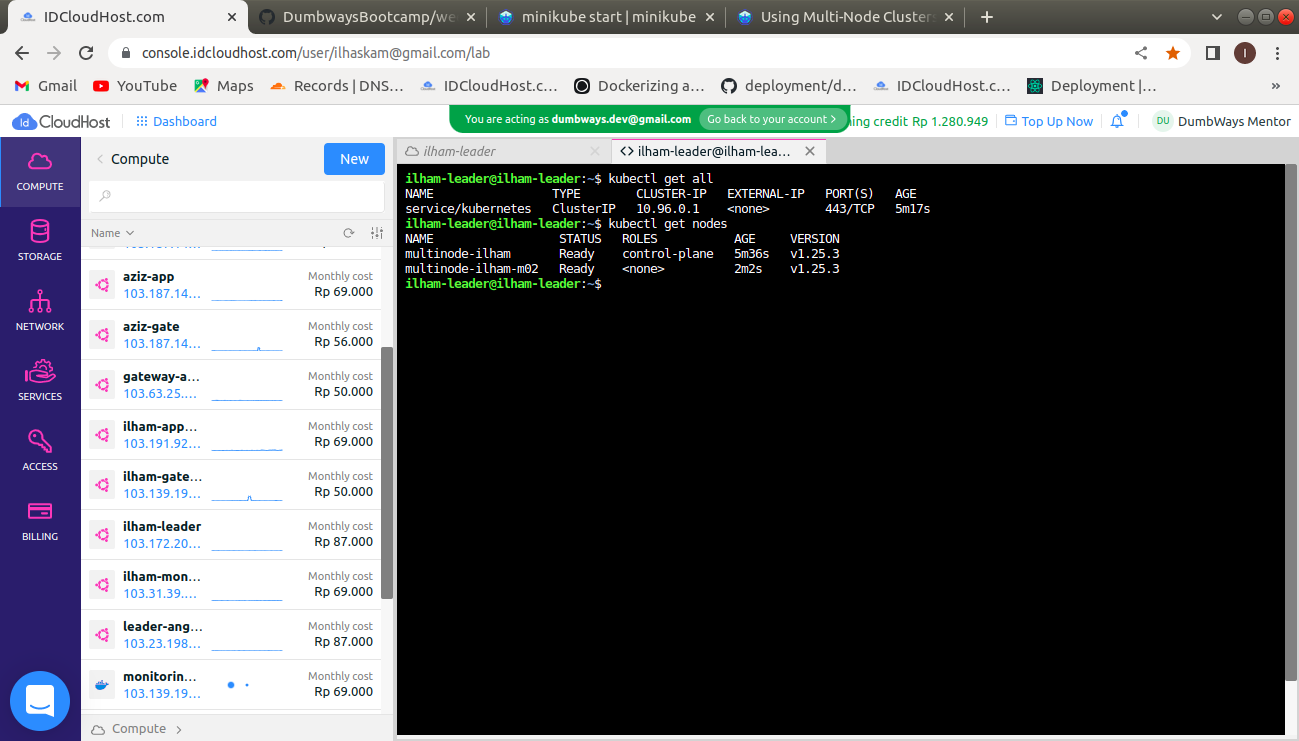 IDCloudHost.com
DumbwaysBootcamp/we
minikube start | minikube
Using Multi-Node Clusters
console.idcloudhost.com/user/ilhaskam@gmail.com/lab
I
Gmail
YouTube
Maps
Records | DNS…
IDCloudHost.c…
Dockerizing a…
deployment/d…
IDCloudHost.c…
Deployment |…
»
Id CloudHost
Dashboard
You are acting as dumbways.dev@gmail.com
Go back to your account >
ning credit Rp 1.280.949
Top Up Now
DU
DumbWays Mentor
COMPUTE
STORAGE
NETWORK
SERVICES
ACCESS
BILLING
Compute
New
Name
aziz-app
Monthly cost
103.187.14…
Rp 69.000
aziz-gate
Monthly cost
103.187.14…
Rp 56.000
gateway-a…
Monthly cost
103.63.25.…
Rp 50.000
ilham-app…
Monthly cost
103.191.92…
Rp 69.000
ilham-gate…
Monthly cost
103.139.19…
Rp 50.000
ilham-leader
Monthly cost
103.172.20…
Rp 87.000
ilham-mon…
Monthly cost
103.31.39.…
Rp 69.000
leader-ang…
Monthly cost
103.23.198…
Rp 87.000
monitorin…
Monthly cost
103.139.19…
Rp 69.000
Compute
ilham-leader
ilham-leader@ilham-lea…
ilham-leader@ilham-leader:~$ kubectl get all
NAME TYPE CLUSTER-IP EXTERNAL-IP PORT(S) AGE
service/kubernetes ClusterIP 10.96.0.1 <none> 443/TCP 5m17s
ilham-leader@ilham-leader:~$ kubectl get nodes
NAME STATUS ROLES AGE VERSION
multinode-ilham Ready control-plane 5m36s v1.25.3
multinode-ilham-m02 Ready <none> 2m2s v1.25.3
ilham-leader@ilham-leader:~$